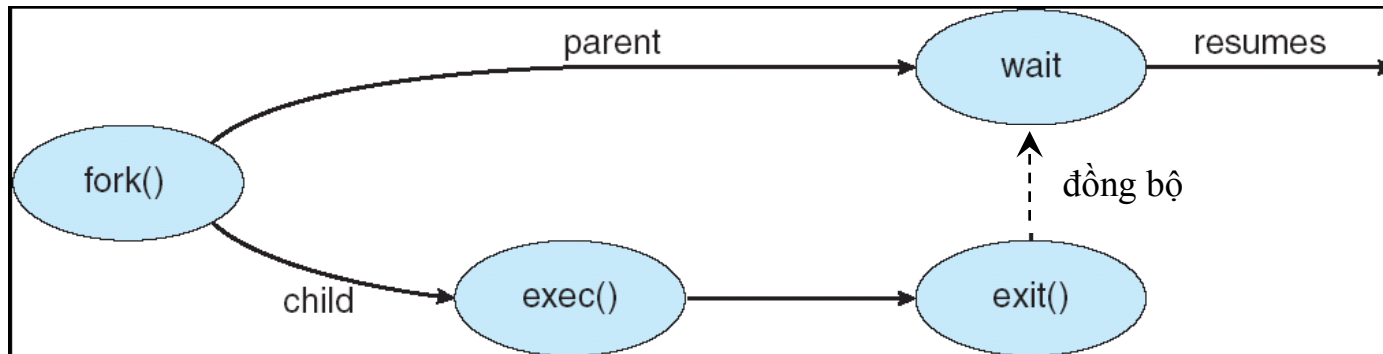 parent
wait
resumes
fork()
đồng bộ
child
exec()
exit()